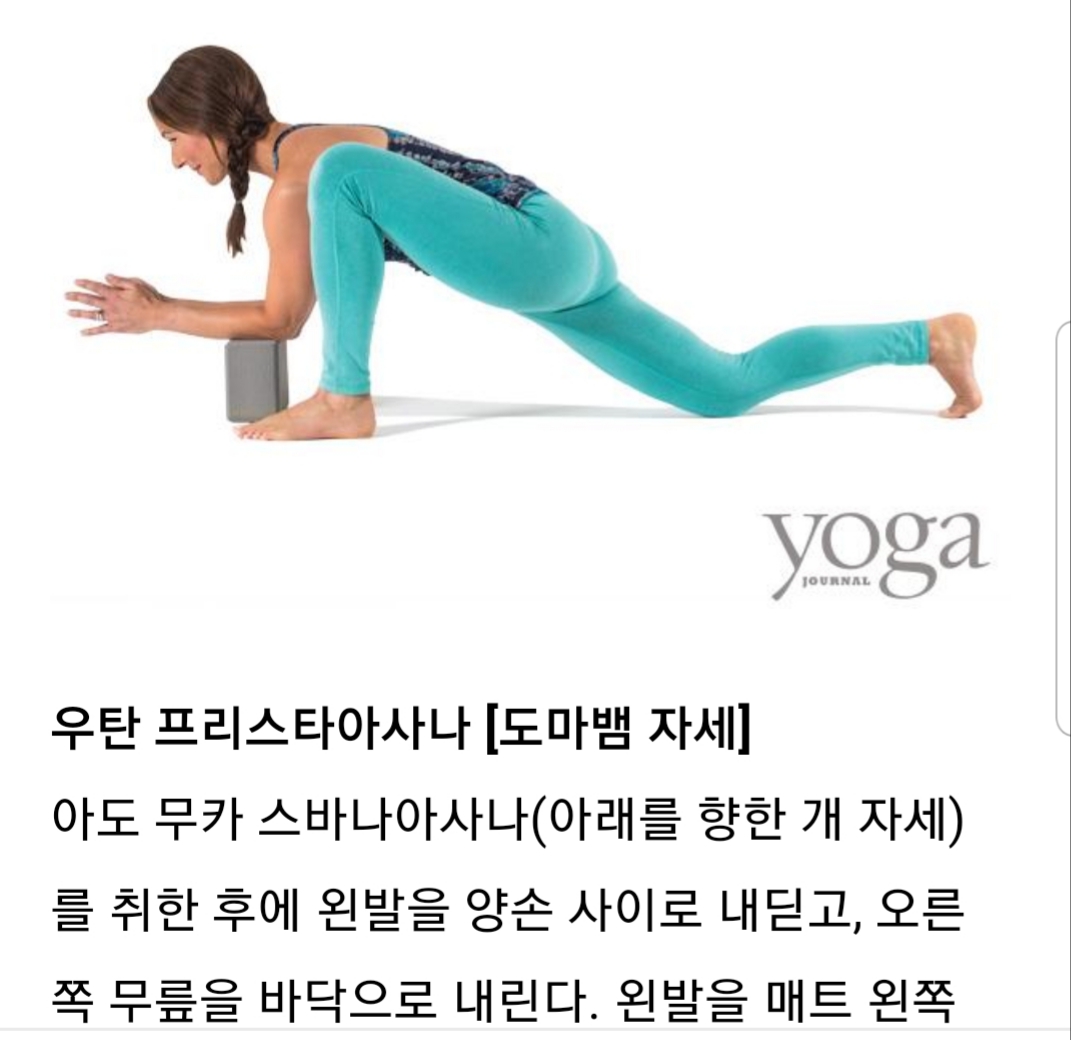 yoga
JOURNAL
우탄 프리스타아사나 [도마뱀 자세]
아도 무카 스바나아사나(아래를 향한 개 자세)
를 취한 후에 왼발을 양손 사이로 내딛고, 오른
쪽 무릎을 바닥으로 내린다. 왼발을 매트 왼쪽